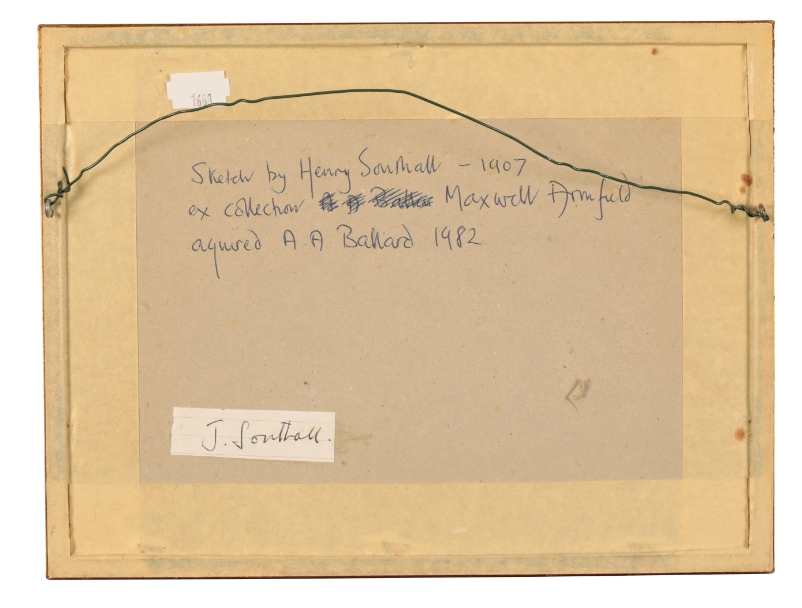 Sketch by Henry Southall - 1907
ex collection Maxwell Armfield
aquired A A Ballard 1982
J. Southall.